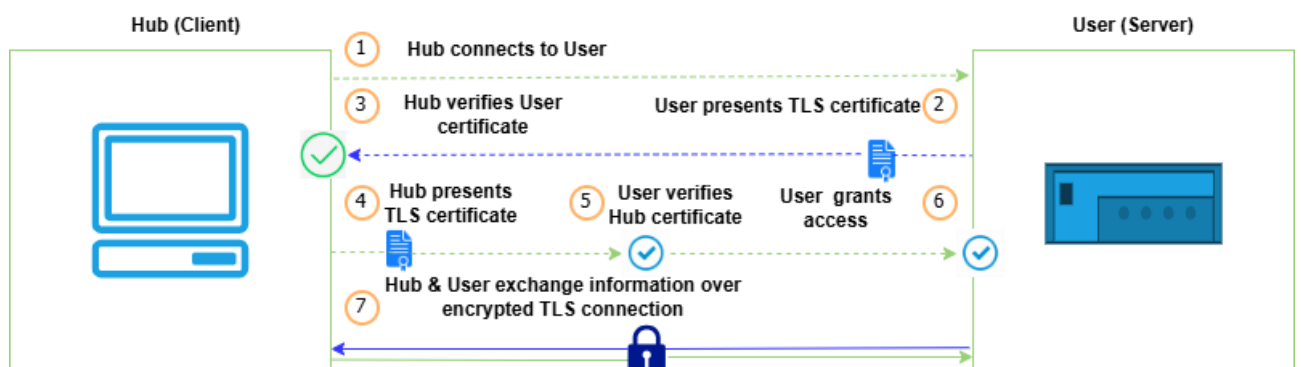 Hub (Client)
User (Server)
1
Hub connects to User
3
Hub verifies User
certificate
User presents TLS certificate
2
4
Hub presents
TLS certificate
5
User verifies
Hub certificate
User grants
access
6
7
Hub & User exchange information over
encrypted TLS connection